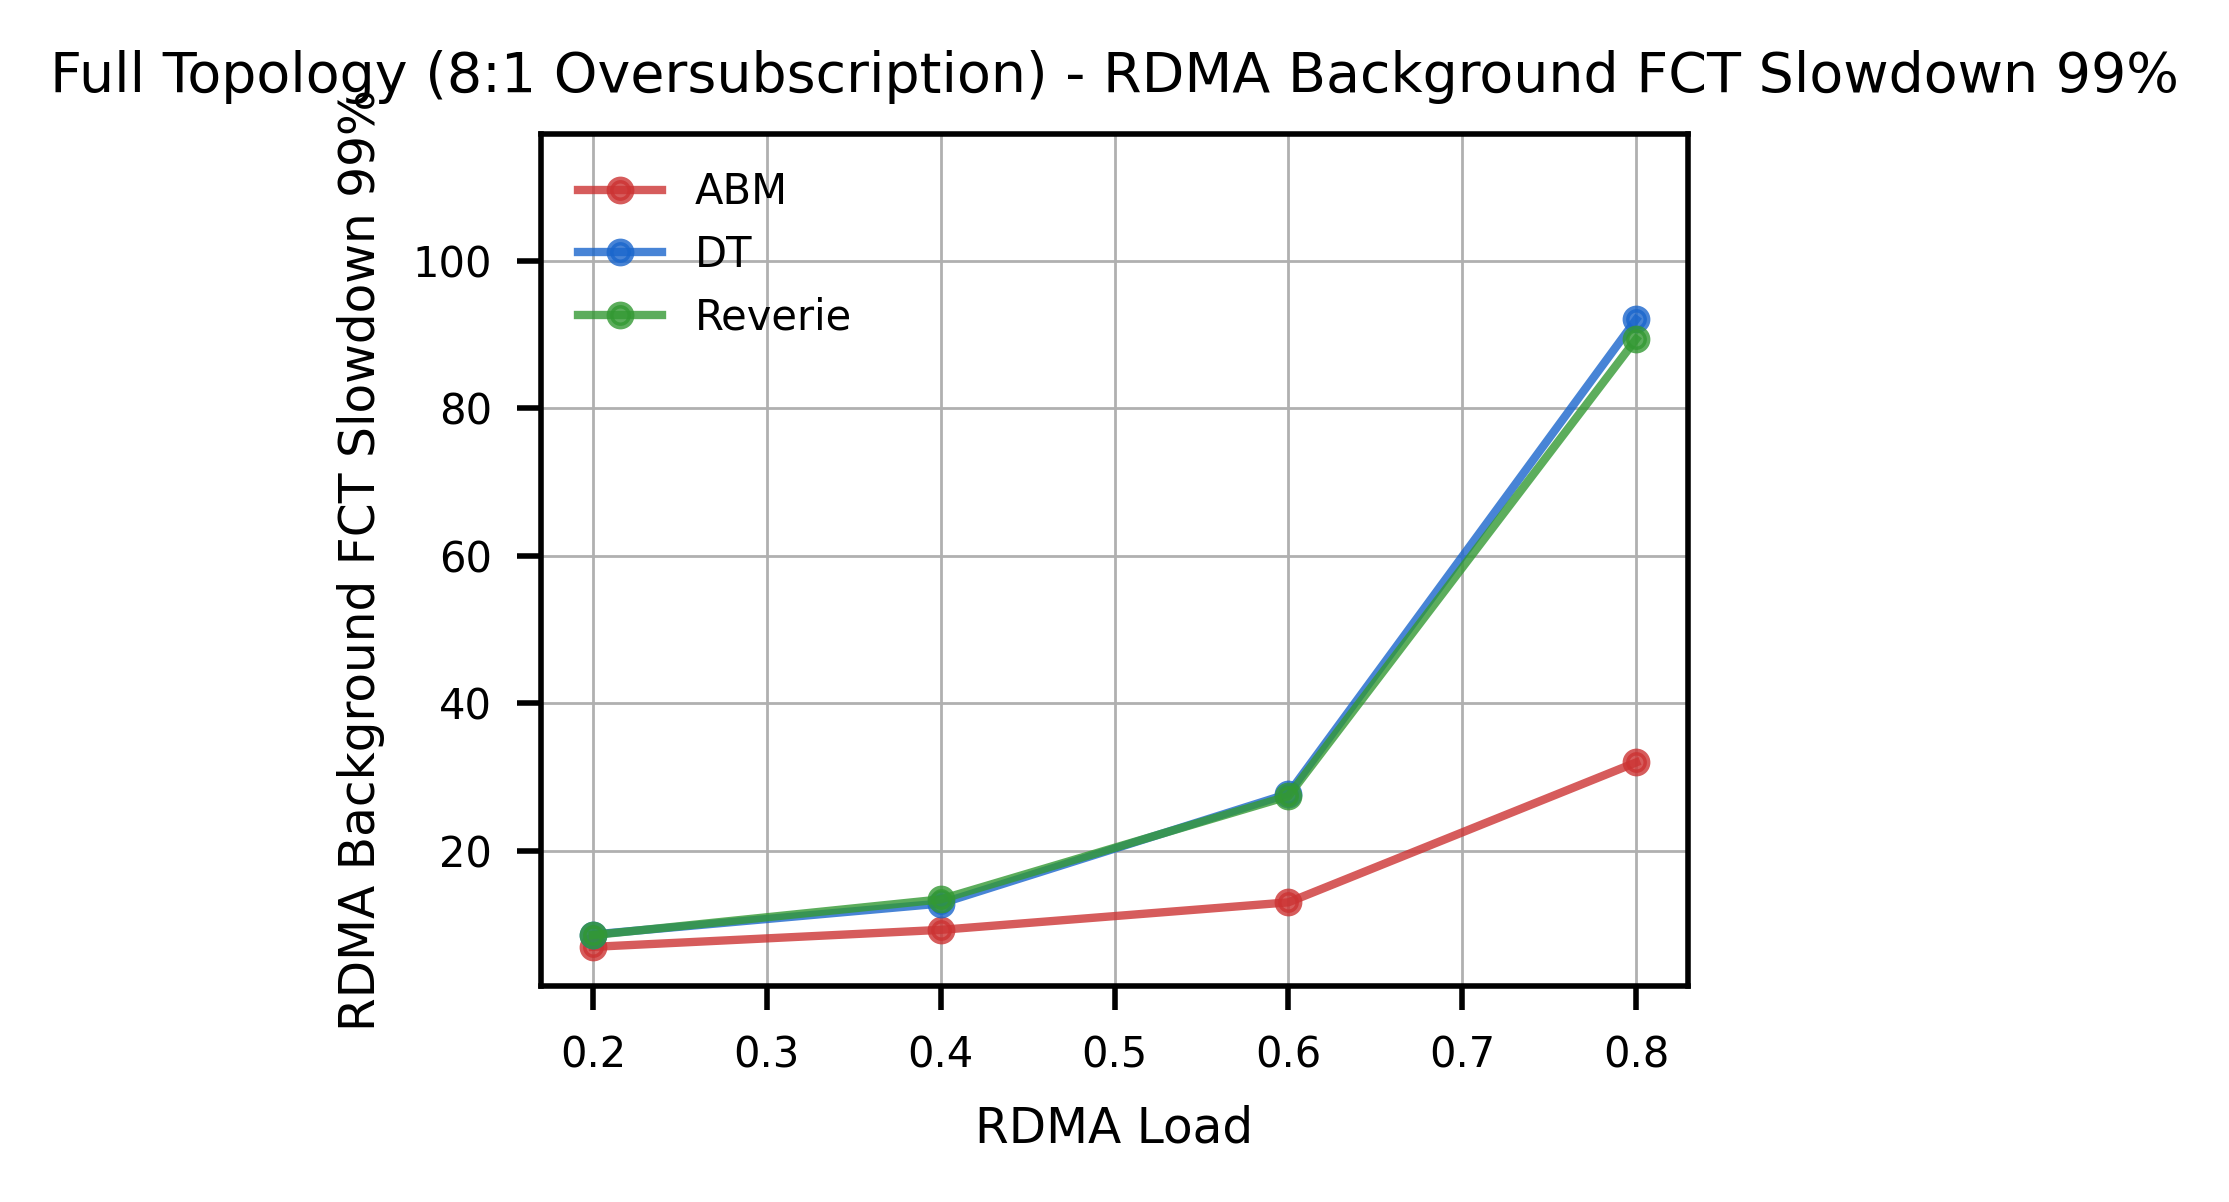 Full Topology (8:1 Oversubscription) - RDMA Background FCT Slowdown 99%
RDMA Background FCT Slowdown 99%
100
80
60
40
20
ABM
DT
Reverie
0.2 0.3 0.4 0.5 0.6 0.7 0.8
RDMA Load